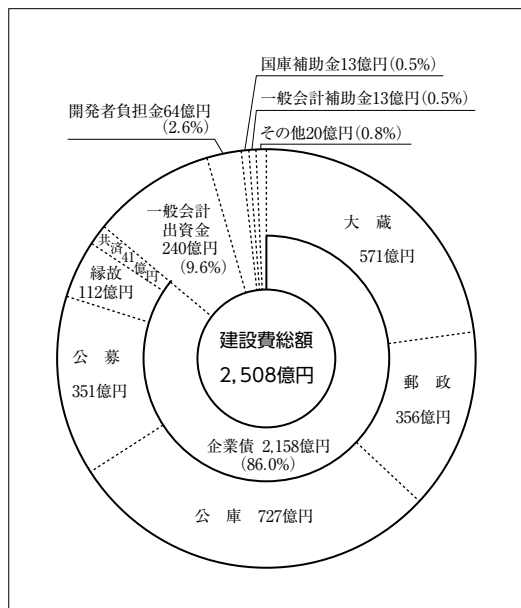 国庫補助金13億円(0.5%)
一般会計補助金13億円(0.5%)
開発者負担金64億円
(2.6%)
その他20億円(0.8%)
一般会計
出資金
240億円
(9.6%)
大 蔵
571億円
共済41億円
縁故
112億円
公 募
351億円
建設費総額
2,508億円
郵 政
356億円
企業債 2,158億円
(86.0%)
公 庫 727億円